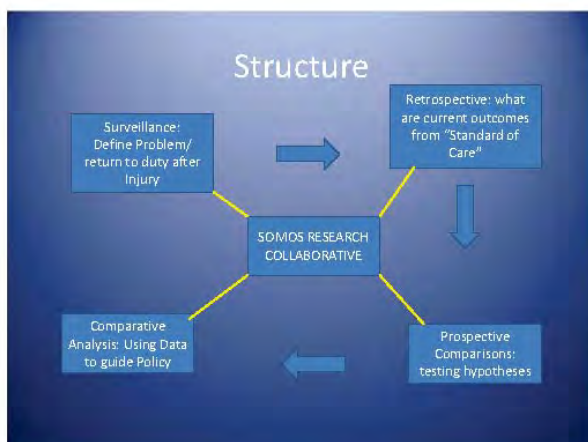 Structure
Surveillance:
Define Problem/
return to duty after
Injury
Retrospective: what
are current outcomes
from “Standard of
Care”
SOMOS RESEARCH
COLLABORATIVE
Comparative
Analysis: Using Data
to guide Policy
Prospective
Comparisons:
testing hypotheses